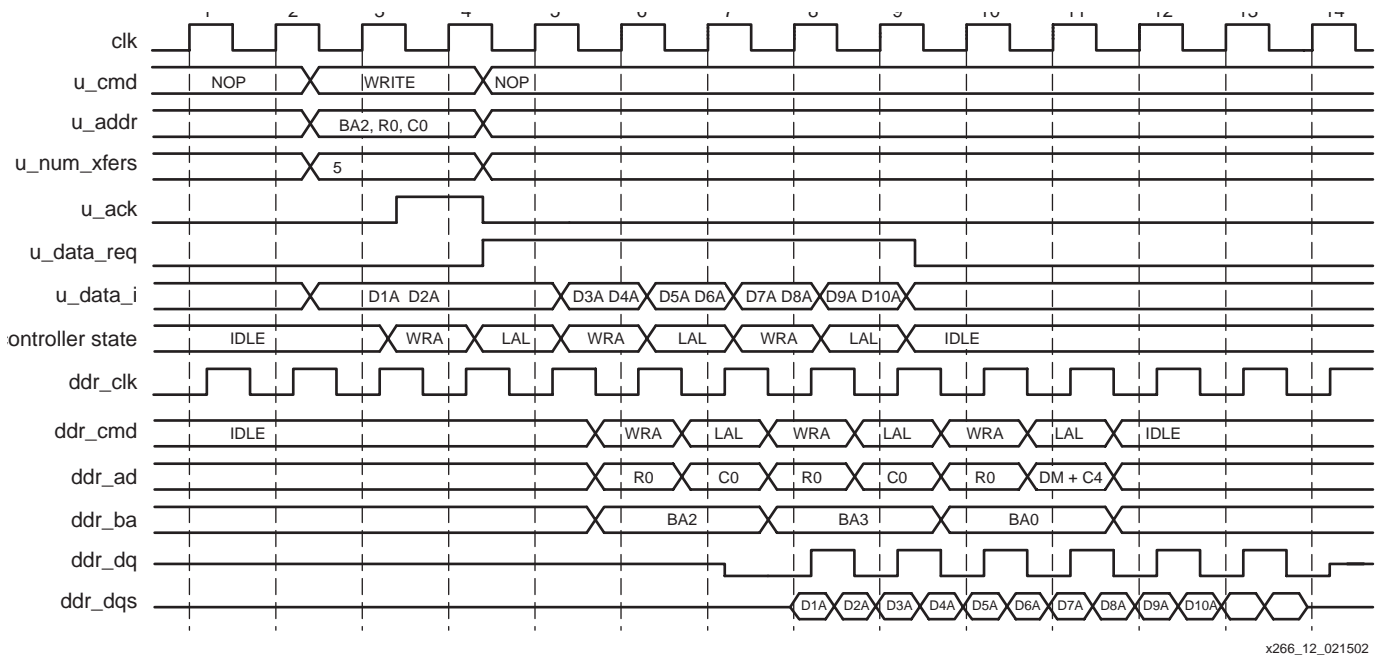 1 2 3 4 5 6 7 8 9 10 11 12 13 14
clk
u_cmd NOP WRITE NOP
u_addr BA2, R0, C0
u_num_xfers 5
u_ack
u_data_req
u_data_i D1A D2A D3A D4A D5A D6A D7A D8A D9A D10A
ontroller state IDLE WRA LAL WRA LAL WRA LAL IDLE
ddr_clk
ddr_cmd IDLE WRA LAL WRA LAL WRA LAL IDLE
ddr_ad R0 C0 R0 C0 R0 DM + C4
ddr_ba BA2 BA3 BA0
ddr_dq
ddr_dqs D1A D2A D3A D4A D5A D6A D7A D8A D9A D10A
x266_12_021502